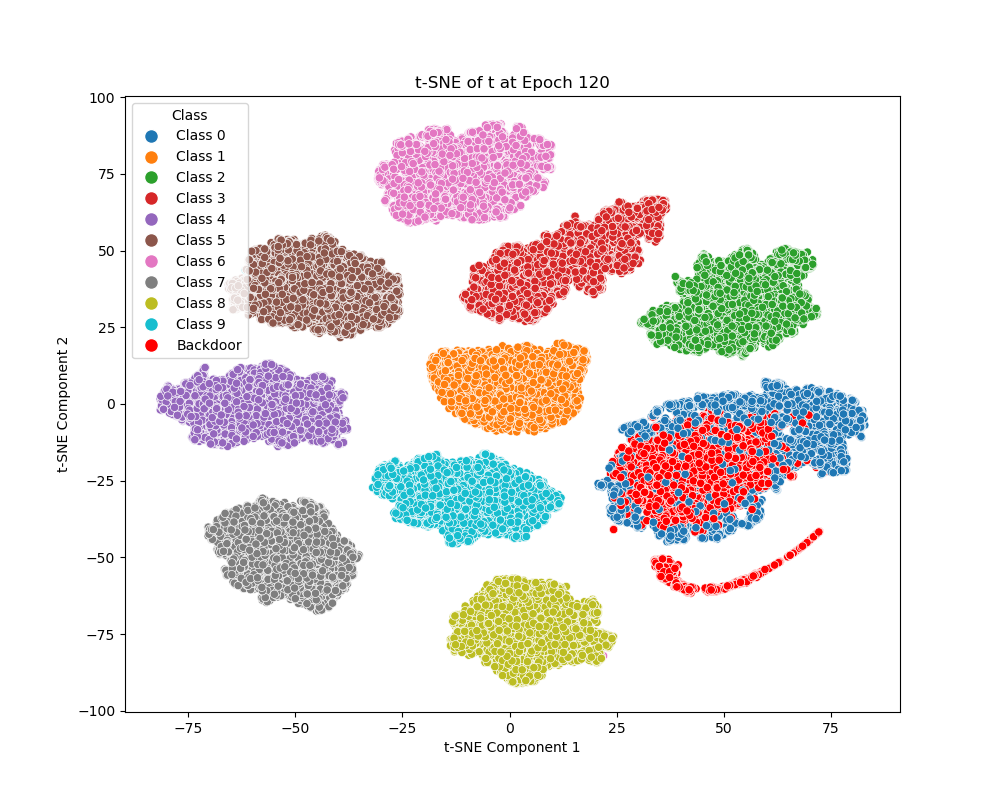 t-SNE of t at Epoch 120
Class
Class 0
Class 1
Class 2
Class 3
Class 4
Class 5
Class 6
Class 7
Class 8
Class 9
Backdoor
100
75
50
25
0
−25
−50
−75
−100
t-SNE Component 2
−75
−50
−25
0
25
50
75
t-SNE Component 1